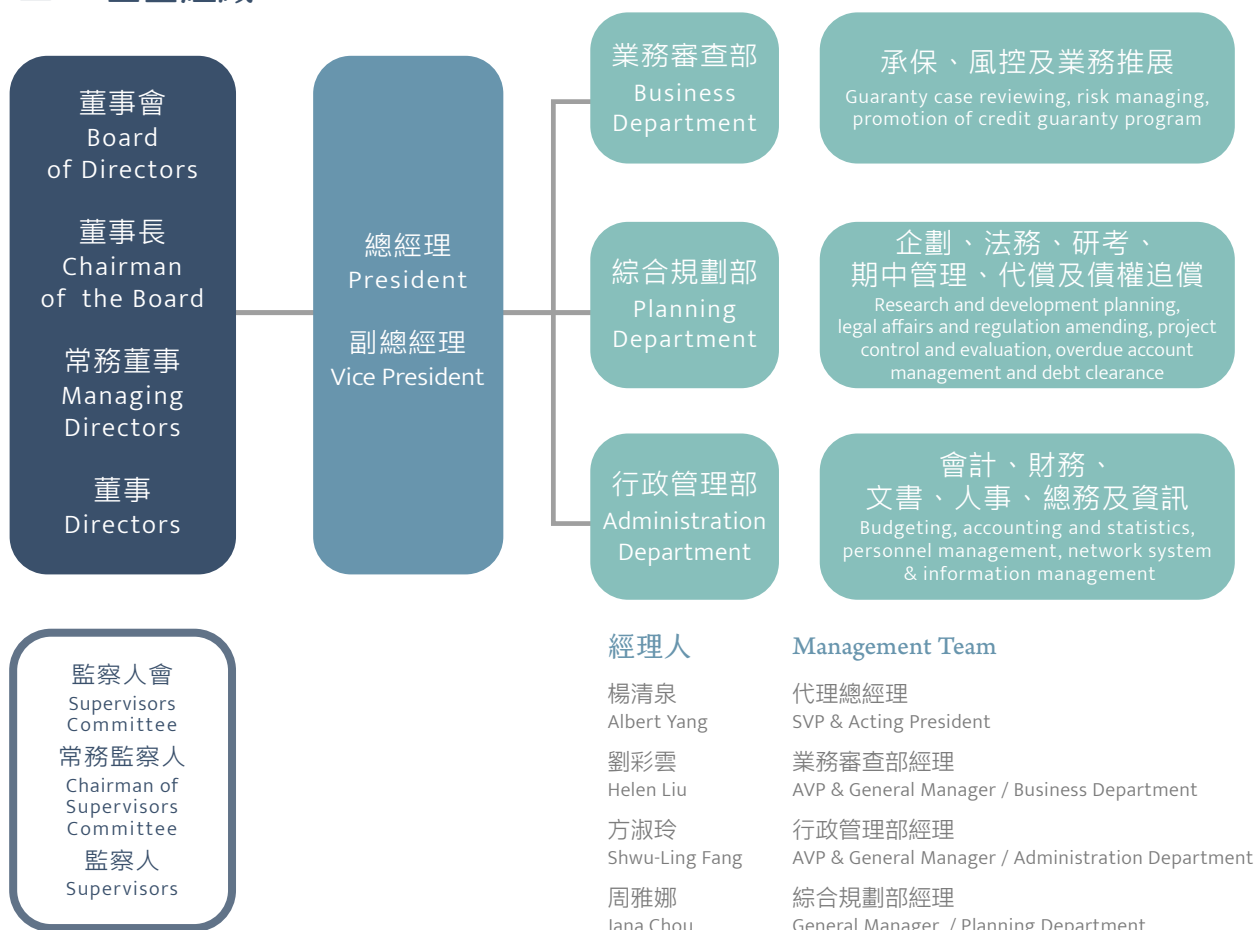 董事會
Board
of Directors
董事長
Chairman
of the Board
常務董事
Managing
Directors
董事
Directors
總經理
President
副總經理
Vice President
業務審查部
Business
Department
承保、風控及業務推展
Guaranty case reviewing, risk managing,
promotion of credit guaranty program
綜合規劃部
Planning
Department
企劃、法務、研考、
期中管理、代償及債權追償
Research and development planning,
legal affairs and regulation amending, project
control and evaluation, overdue account
management and debt clearance
行政管理部
Administration
Department
會計、財務、
文書、人事、總務及資訊
Budgeting, accounting and statistics,
personnel management, network system
& information management
監察人會
Supervisors
Committee
常務監察人
Chairman of
Supervisors
Committee
監察人
Supervisors
經理人 Management Team
楊清泉 代理總經理
Albert Yang SVP & Acting President
劉彩雲 業務審查部經理
Helen Liu AVP & General Manager / Business Department
方淑玲 行政管理部經理
Shwu-Ling Fang AVP & General Manager / Administration Department
周雅娜 綜合規劃部經理
Jana Chou General Manager / Planning Department